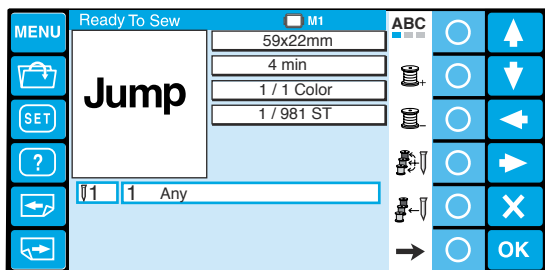 MENU
Ready To Sew
M1
ABC
59x22mm
4 min
Jump
1 / 1 Color
+
SET
1 / 981 ST
-
?
1
1 Any
X
OK